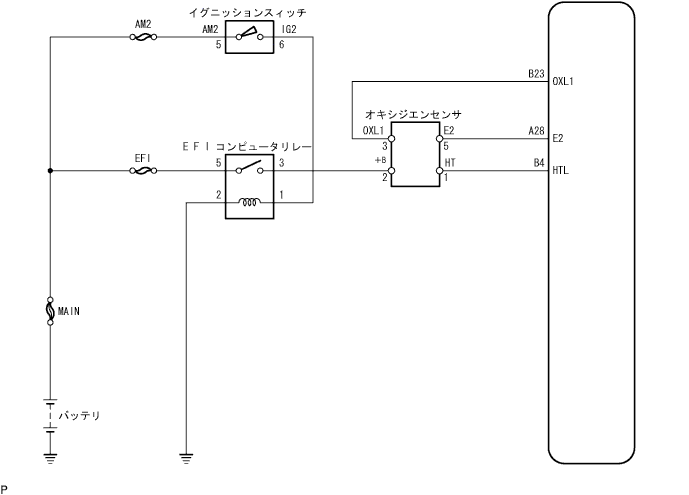 イグニッションスイッチ
AM2
AM2
IG2
5
6
B23
OXL1
オキシジエンセンサ
OXL1
E2
A28
E2
3
5
EFI コンピュータリレー
EFI
5
3
+B
HT
B4
HTL
2
1
2
1
MAIN
バッテリ
P